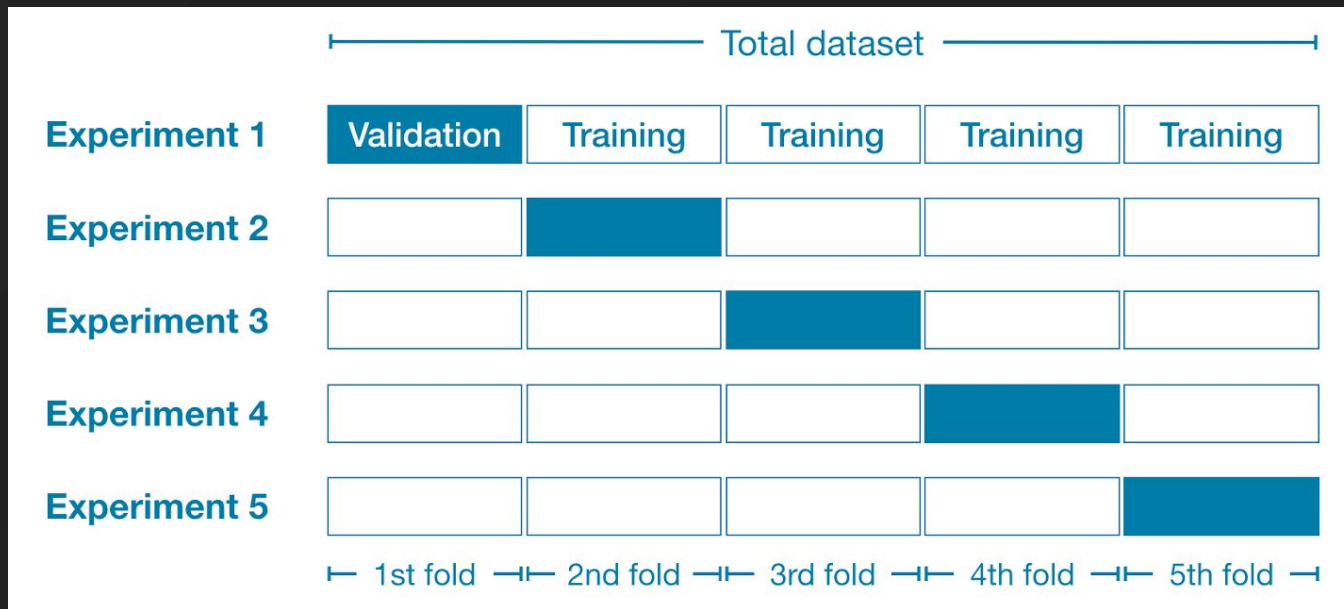 Total dataset
Experiment 1 Validation Training Training Training Training
Experiment 2
Experiment 3
Experiment 4
Experiment 5
1st fold 2nd fold 3rd fold 4th fold 5th fold